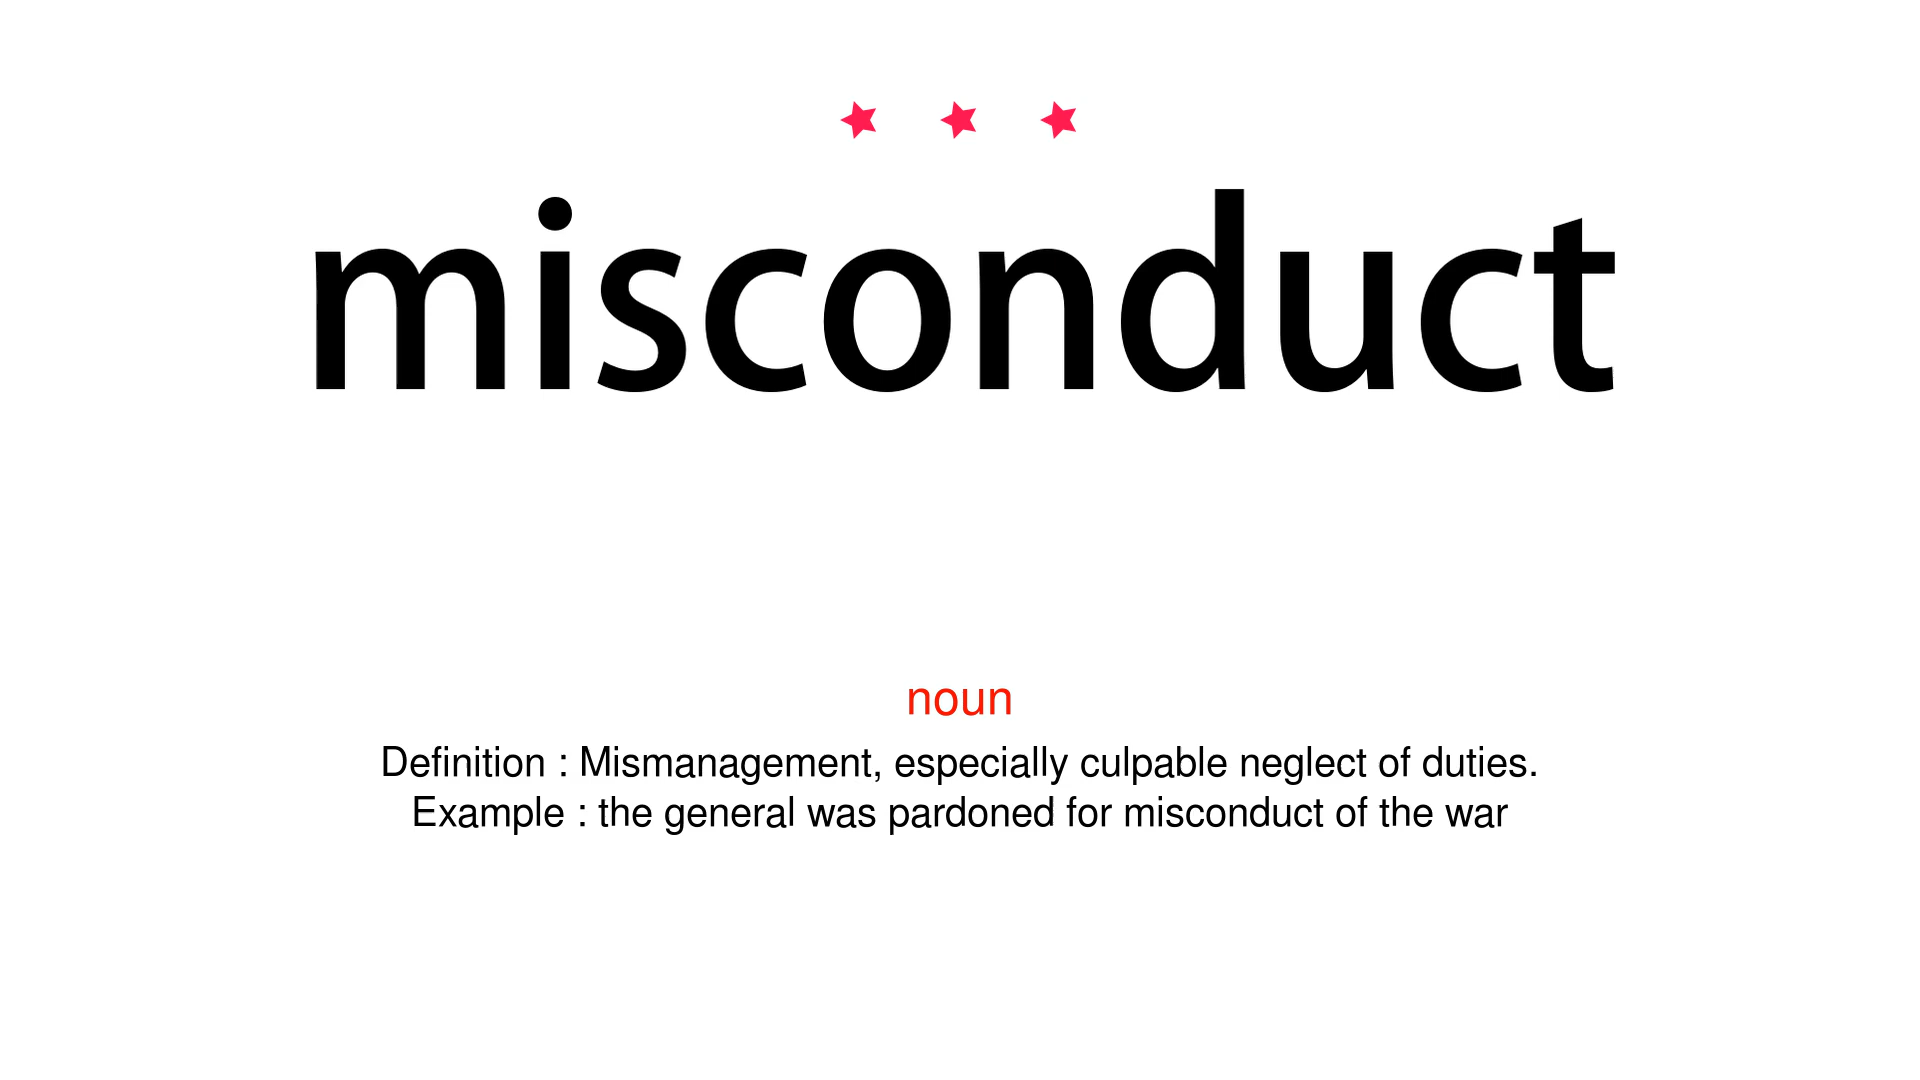 misconduct
noun
Definition : Mismanagement, especially culpable neglect of duties.
Example : the general was pardoned for misconduct of the war